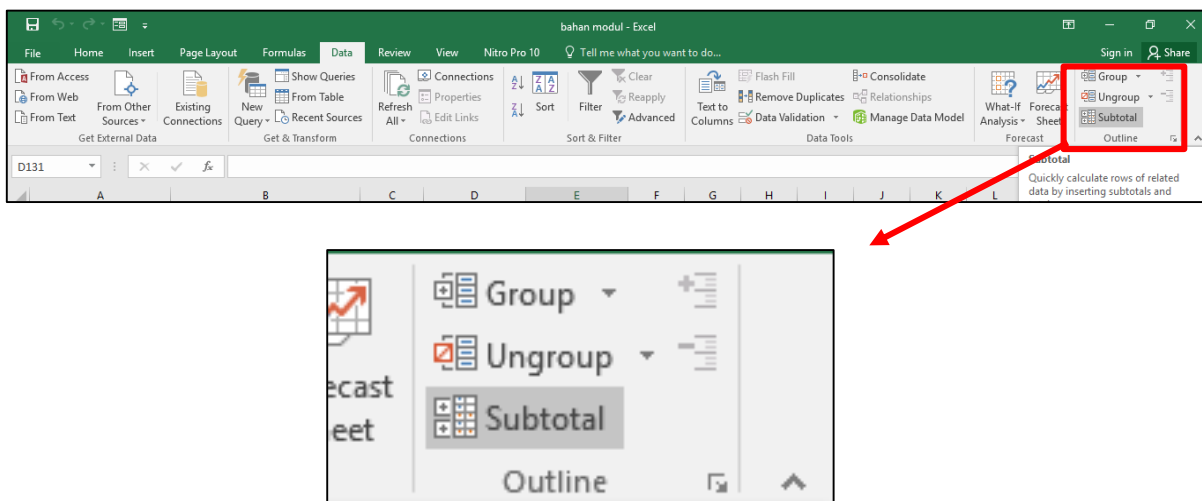 bahan modul - Excel
File Home Insert Page Layout Formulas Data Review View Nitro Pro 10 Tell me what you want to do... Sign in Share
From Access
From Web
From Text
From Other Sources
Existing Connections
Get External Data
New Query
Show Queries
From Table
Recent Sources
Get & Transform
Refresh All
Connections
Properties
Edit Links
Connections
Sort
Filter
Clear
Reapply
Advanced
Sort & Filter
Text to Columns
Flash Fill
Remove Duplicates
Data Validation
Consolidate
Relationships
Manage Data Model
Data Tools
What-If Analysis
Forecast Sheet
Forecast
Group
Ungroup
Subtotal
Outline
D131
fx
Subtotal
Quickly calculate rows of related
data by inserting subtotals and
A B C D E F G H I J K L
Group
Ungroup
ecast
eet
Subtotal
Outline